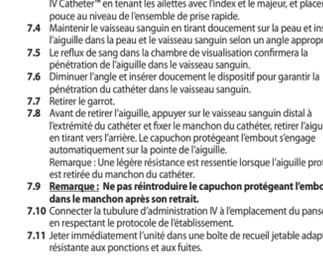 IV Catheter™ en tenant les ailettes avec l'index et le majeur, et placer
pouce au niveau de l'ensemble de prise rapide.
7.4 Maintenir le vaisseau sanguin en tirant doucement sur la peau et ins
l'aiguille dans la peau et le vaisseau sanguin selon un angle appropr
7.5 Le reflux de sang dans la chambre de visualisation confirmera la
pénétration de l'aiguille dans le vaisseau sanguin.
7.6 Diminuer l'angle et insérer doucement le dispositif pour garantir la
pénétration du cathéter dans le vaisseau sanguin.
7.7 Retirer le garrot.
7.8 Avant de retirer l'aiguille, appuyer sur le vaisseau sanguin distal à
l'extrémité du cathéter et fixer le manchon du cathéter, retirer l'aigu
en tirant vers l'arrière. Le capuchon protégeant l'embout s'engage
automatiquement sur la pointe de l'aiguille.
Remarque : Une légère résistance est ressentie lorsque l'aiguille pro
est retirée du manchon du cathéter.
7.9 Remarque : Ne pas réintroduire le capuchon protégeant l'embo
dans le manchon après son retrait.
7.10 Connecter la tubulure d'administration IV à l'emplacement du pans
en respectant le protocole de l'établissement.
7.11 Jeter immédiatement l'unité dans une boîte de recueil jetable adap
résistante aux ponctions et aux fuites.